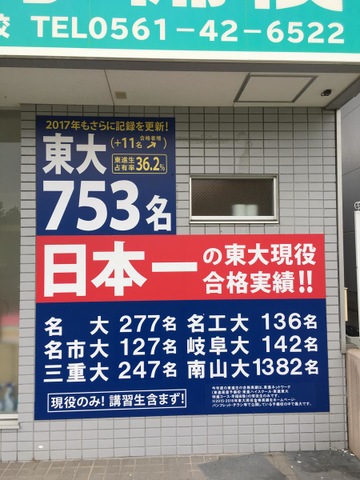 校 TEL0561-42-6522
2017年もさらに記録を更新!
東大
(+11名
合格者増
東進生占有率 36.2%
753名
日本一の東大現役合格実績!!
名大 277名 名工大 136名
名市大 127名 岐阜大 142名
三重大 247名 南山大 1382名
現役のみ! 講習生含まず!